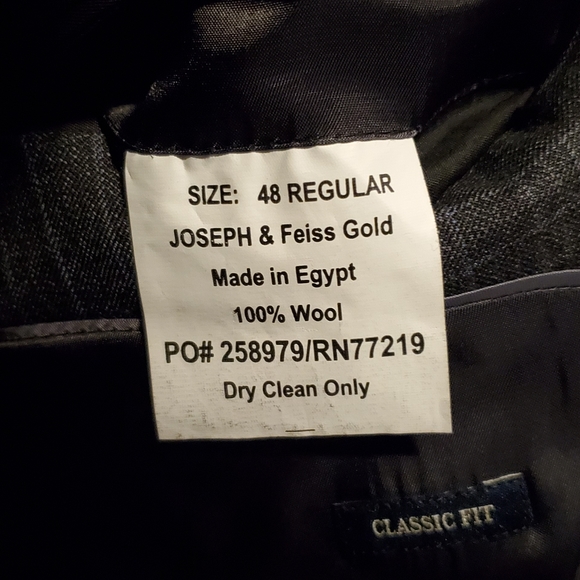 SIZE: 48 REGULAR
JOSEPH & Feiss Gold
Made in Egypt
100% Wool
PO# 258979/RN77219
Dry Clean Only
CLASSIC FIT